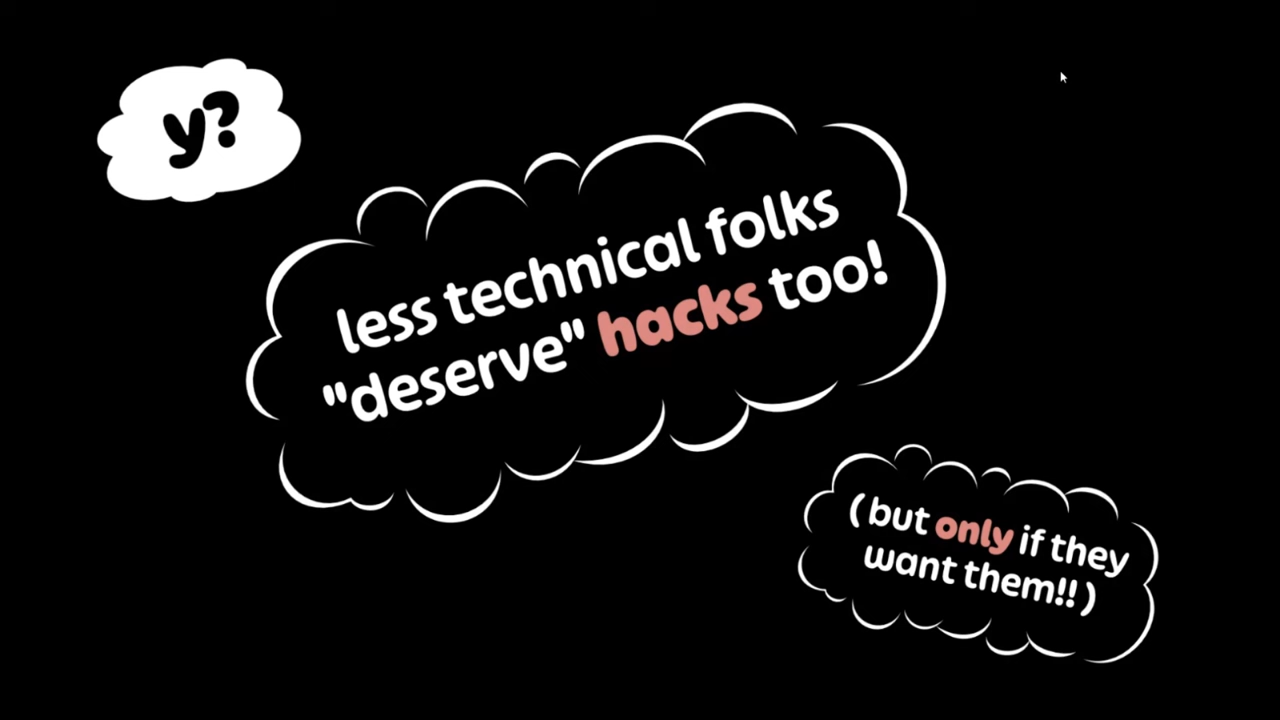 y?
less technical folks
"deserve" hacks too!
(but only if they
want them!!)